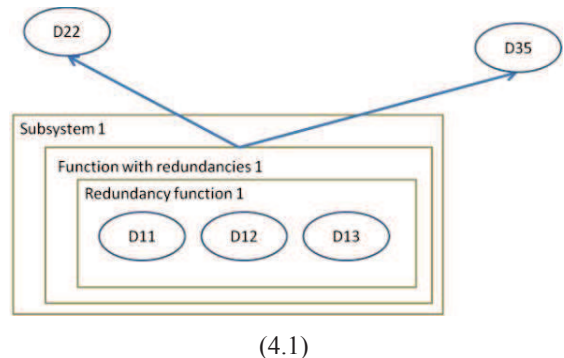 D22
D35
Subsystem 1
Function with redundancies 1
Redundancy function 1
D11 D12 D13
(4.1)